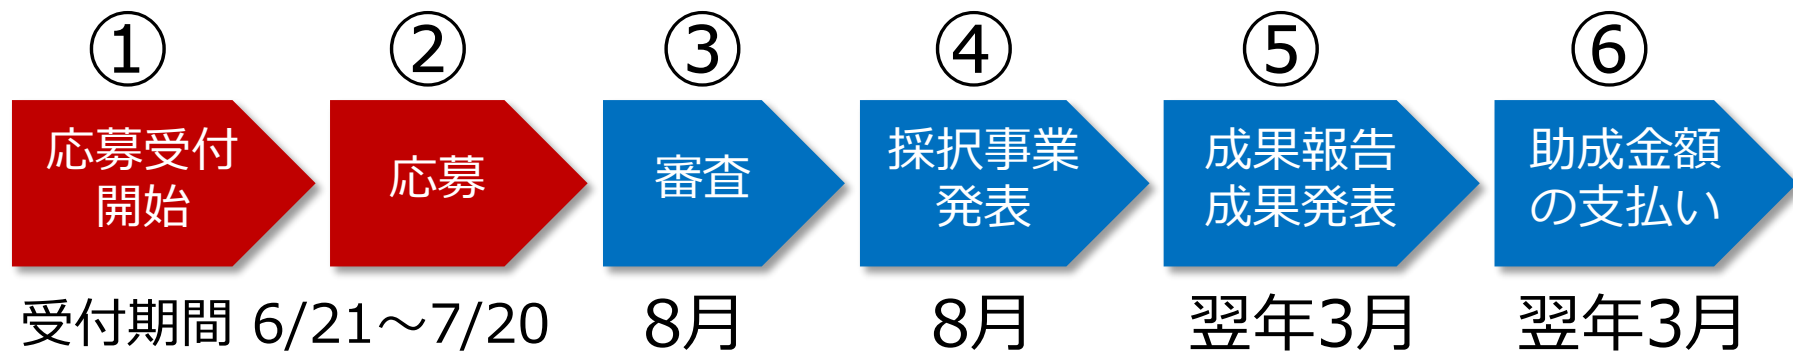 ①
②
③
④
⑤
⑥
応募受付
開始
応募
審査
採択事業
発表
成果報告
成果発表
助成金額
の支払い
受付期間 6/21～7/20
8月
8月
翌年3月
翌年3月